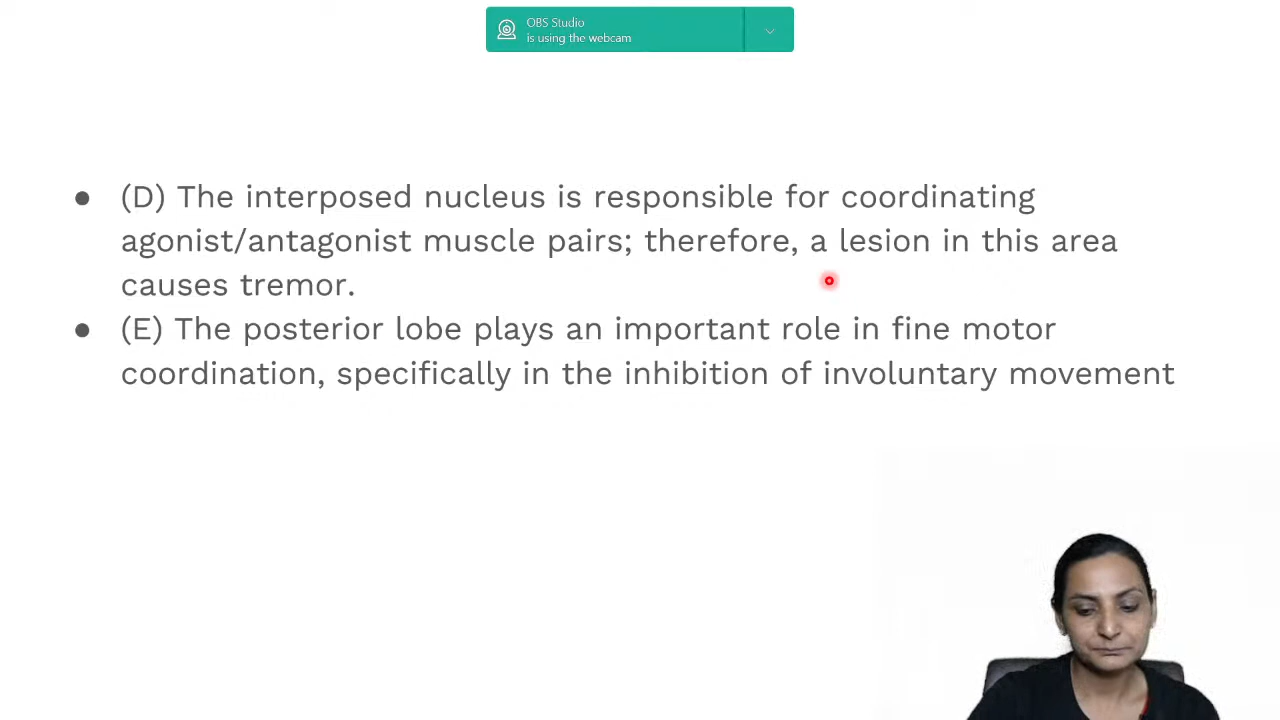 OBS Studio
is using the webcam
● (D) The interposed nucleus is responsible for coordinating
agonist/antagonist muscle pairs; therefore, a lesion in this area
causes tremor.
● (E) The posterior lobe plays an important role in fine motor
coordination, specifically in the inhibition of involuntary movement